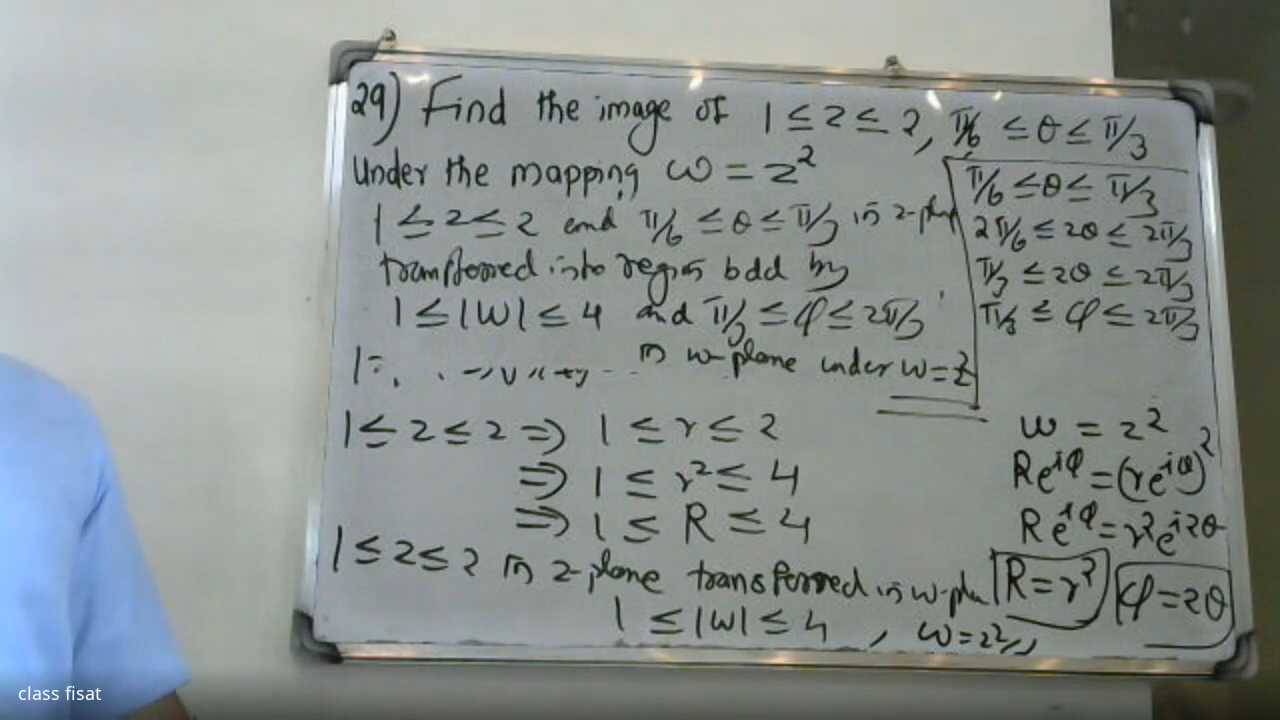 29) Find the image of 1 ≤ z ≤ 2, π/6 ≤ θ ≤ π/3
Under the mapping ω = z²
1 ≤ z ≤ 2 and π/6 ≤ θ ≤ π/3 in z-plane
transformed into region bdd by
1 ≤ |W| ≤ 4 and π/3 ≤ φ ≤ 2π/3
in w-plane under w = z²
π/6 ≤ θ ≤ π/3
2π/6 ≤ 2θ ≤ 2π/3
π/3 ≤ 2θ ≤ 2π/3
π/3 ≤ φ ≤ 2π/3
1 ≤ z ≤ 2 ⇒ 1 ≤ r ≤ 2
⇒ 1 ≤ r² ≤ 4
⇒ 1 ≤ R ≤ 4
1 ≤ z ≤ 2 in z-plane transformed in w-plane
1 ≤ |W| ≤ 4 , ω = z² //
w = z²
Re^iφ = (re^iθ)²
Re^iφ = r²e^i2θ
R = r² φ = 2θ
class fisat